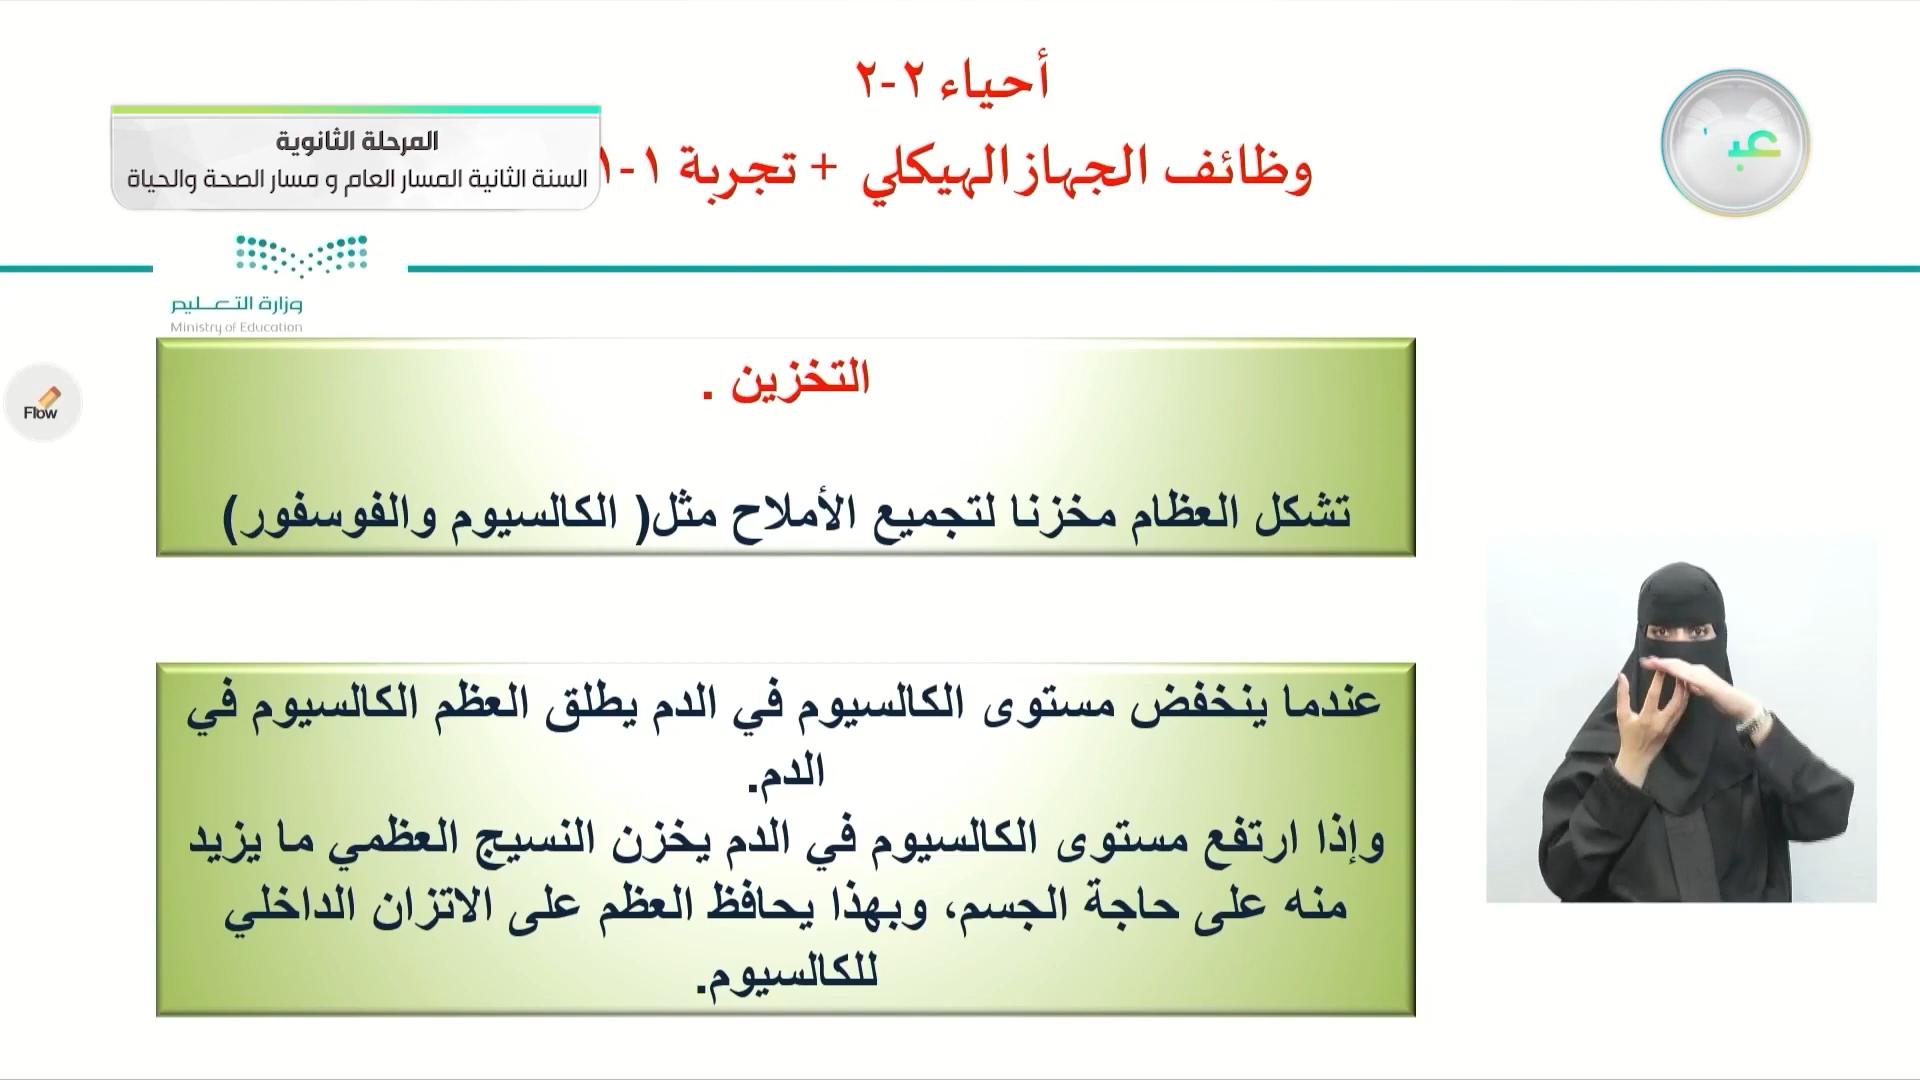 أحياء ٢-٢
وظائف الجهاز الهيكلي + تجربة ١-١
المرحلة الثانوية
السنة الثانية المسار العام و مسار الصحة والحياة
وزارة التعليم
Ministry of Education
Flow
التخزين .
تشكل العظام مخزنا لتجميع الأملاح مثل( الكالسيوم والفوسفور)
عندما ينخفض مستوى الكالسيوم في الدم يطلق العظم الكالسيوم في
الدم.
وإذا ارتفع مستوى الكالسيوم في الدم يخزن النسيج العظمي ما يزيد
منه على حاجة الجسم، وبهذا يحافظ العظم على الاتزان الداخلي
للكالسيوم.